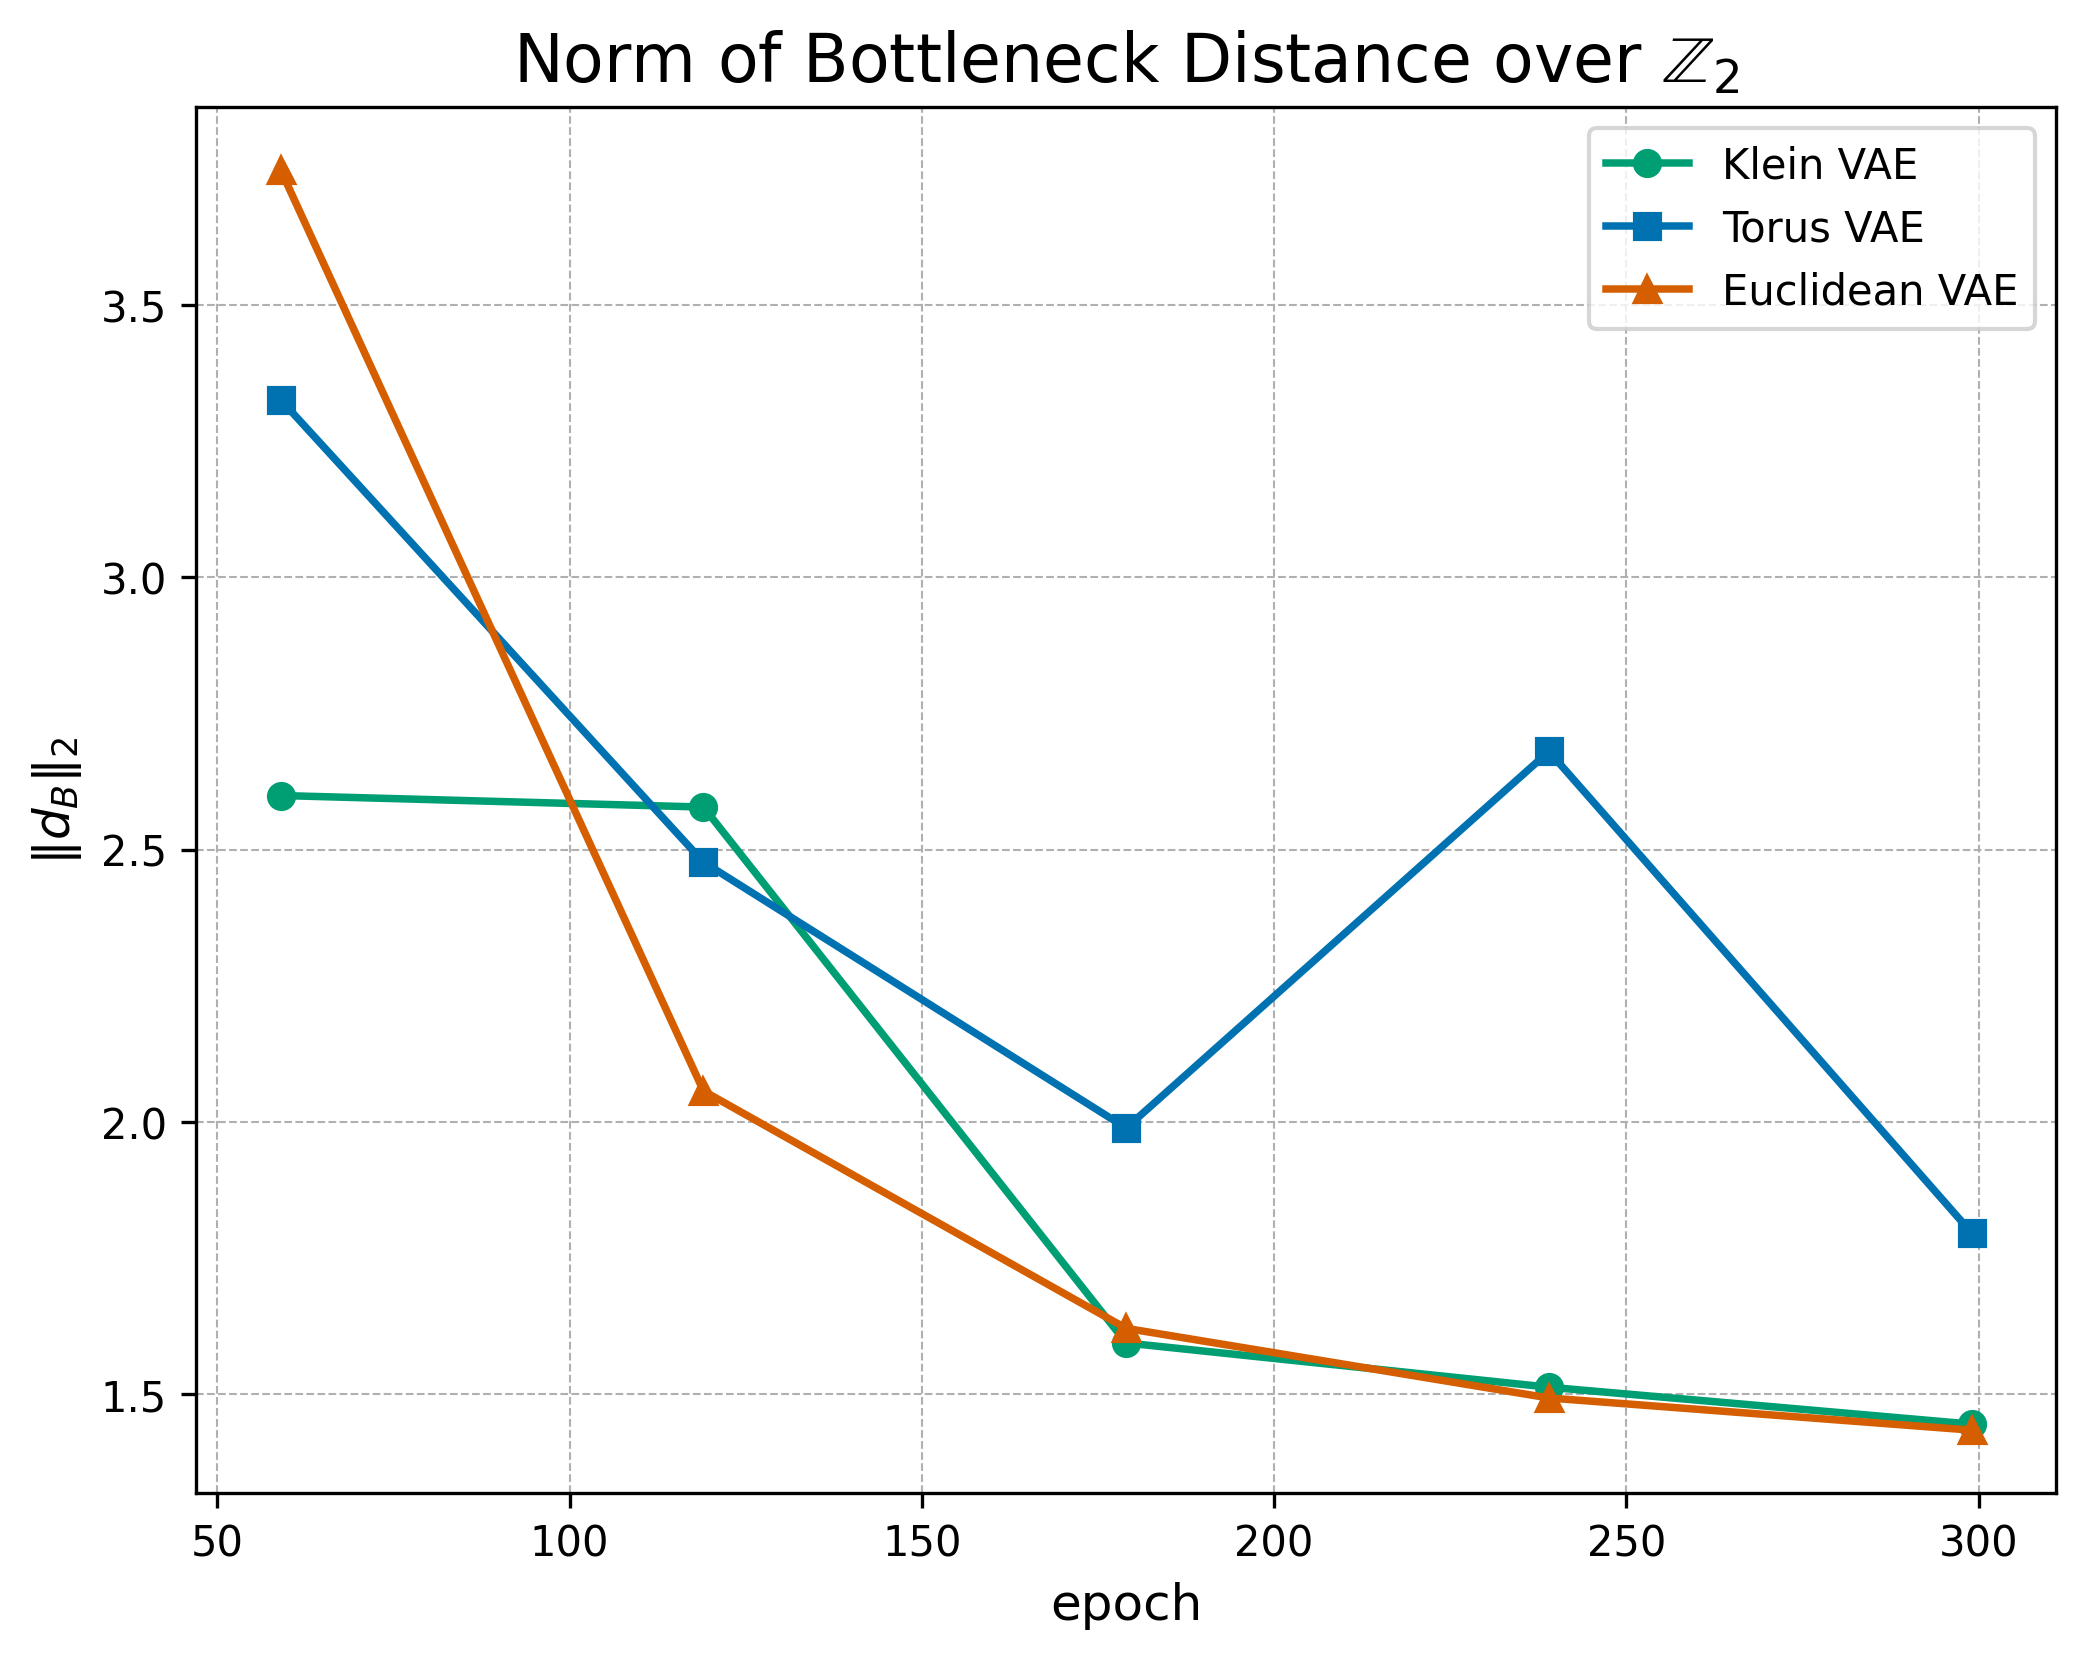 Norm of Bottleneck Distance over ℤ₂
Klein VAE
Torus VAE
Euclidean VAE
‖d_B‖₂
3.5
3.0
2.5
2.0
1.5
50 100 150 200 250 300
epoch